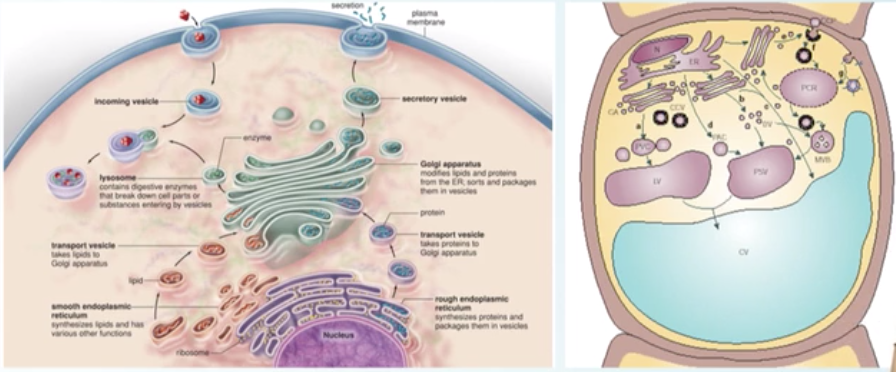 secretion
plasma
membrane
incoming vesicle
secretory vesicle
enzyme
Golgi apparatus
modifies lipids and proteins
from the ER; sorts and packages
them in vesicles
lysosome
contains digestive enzymes
that break down cell parts or
substances entering by vesicles
protein
transport vesicle
takes lipids to
Golgi apparatus
transport vesicle
takes proteins to
Golgi apparatus
lipid
smooth endoplasmic
reticulum
synthesizes lipids and has
various other functions
rough endoplasmic
reticulum
synthesizes proteins and
packages them in vesicles
Nucleus
ribosome
N
ER
PCR
GA
CCV
a
b
d
PAC
PVC
MVB
LV
PSV
CV